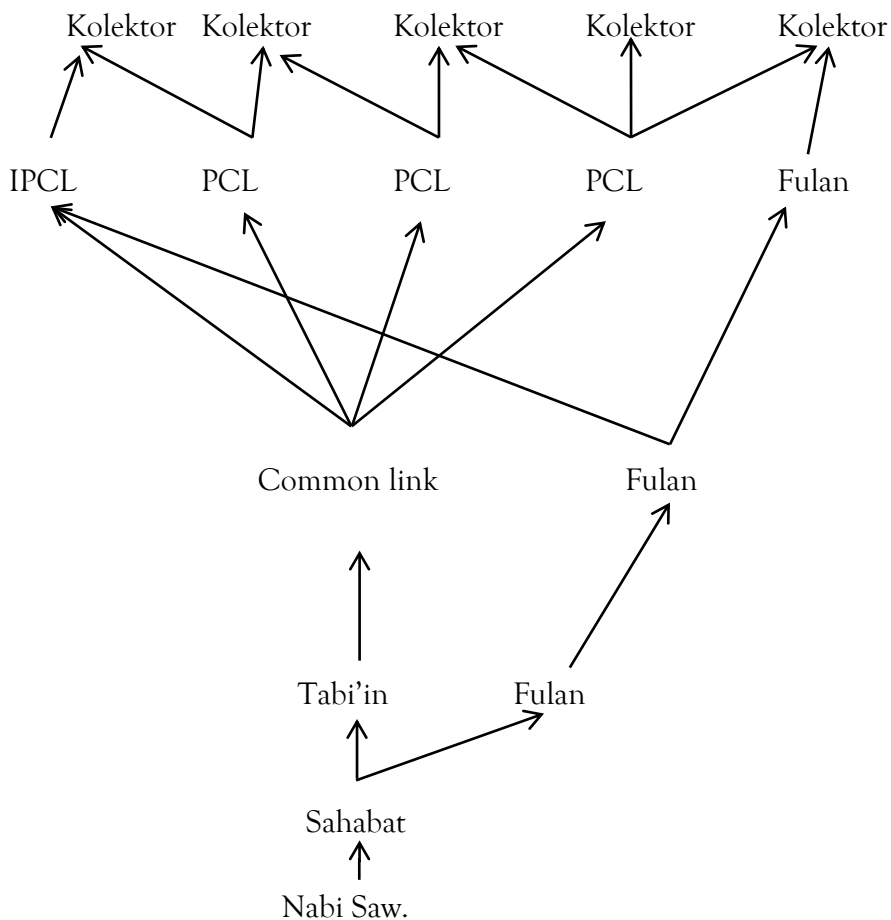 Kolektor Kolektor Kolektor Kolektor Kolektor
IPCL PCL PCL PCL Fulan
Common link Fulan
Tabi’in Fulan
Sahabat
Nabi Saw.